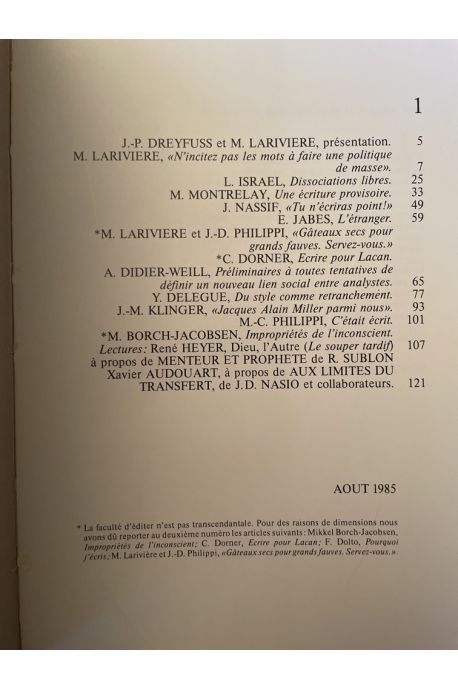 1
J.-P. DREYFUSS et M. LARIVIERE, présentation. 5
M. LARIVIERE, «N'incitez pas les mots à faire une politique
de masse». 7
L. ISRAEL, Dissociations libres. 25
M. MONTRELAY, Une écriture provisoire. 33
J. NASSIF, «Tu n'écriras point!» 49
E. JABES, L'étranger. 59
*M. LARIVIERE et J.-D. PHILIPPI, «Gâteaux secs pour
grands fauves. Servez-vous.»
*C. DORNER, Ecrire pour Lacan.
A. DIDIER-WEILL, Préliminaires à toutes tentatives de
définir un nouveau lien social entre analystes. 65
Y. DELEGUE, Du style comme retranchement. 77
J.-M. KLINGER, «Jacques Alain Miller parmi nous». 93
M.-C. PHILIPPI, C'était écrit. 101
*M. BORCH-JACOBSEN, Impropriétés de l'inconscient.
Lectures: René HEYER, Dieu, l'Autre (Le souper tardif) 107
à propos de MENTEUR ET PROPHETE de R. SUBLON
Xavier AUDOUART, à propos de AUX LIMITES DU
TRANSFERT, de J.D. NASIO et collaborateurs. 121
AOUT 1985
* La faculté d'éditer n'est pas transcendantale. Pour des raisons de dimensions nous
avons dû reporter au deuxième numéro les articles suivants: Mikkel Borch-Jacobsen,
Impropriétés de l'inconscient; C. Dorner, Ecrire pour Lacan; F. Dolto, Pourquoi
j'écris; M. Larivière et J.-D. Philippi, «Gâteaux secs pour grands fauves. Servez-vous.»